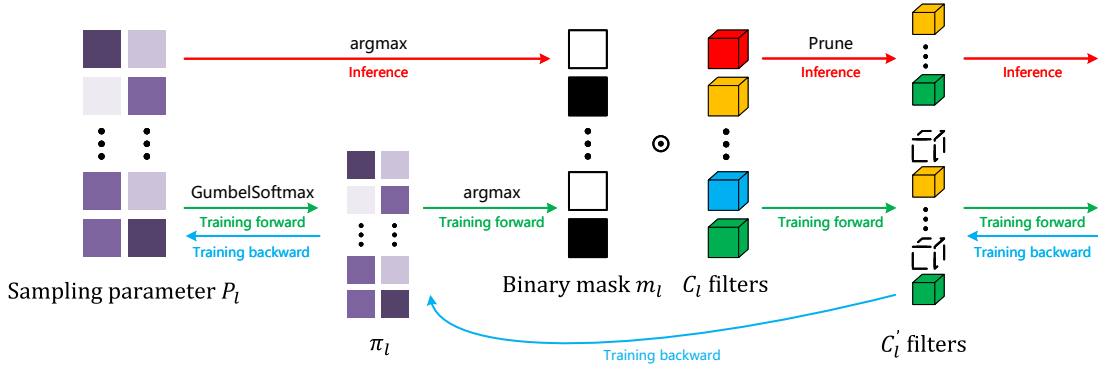 argmax
Inference
Prune
Inference
Inference
GumbelSoftmax
Training forward
Training backward
argmax
Training forward
⊙
Training forward
Training forward
Training backward
Sampling parameter P_l
Binary mask m_l
C_l filters
π_l
Training backward
C_l' filters